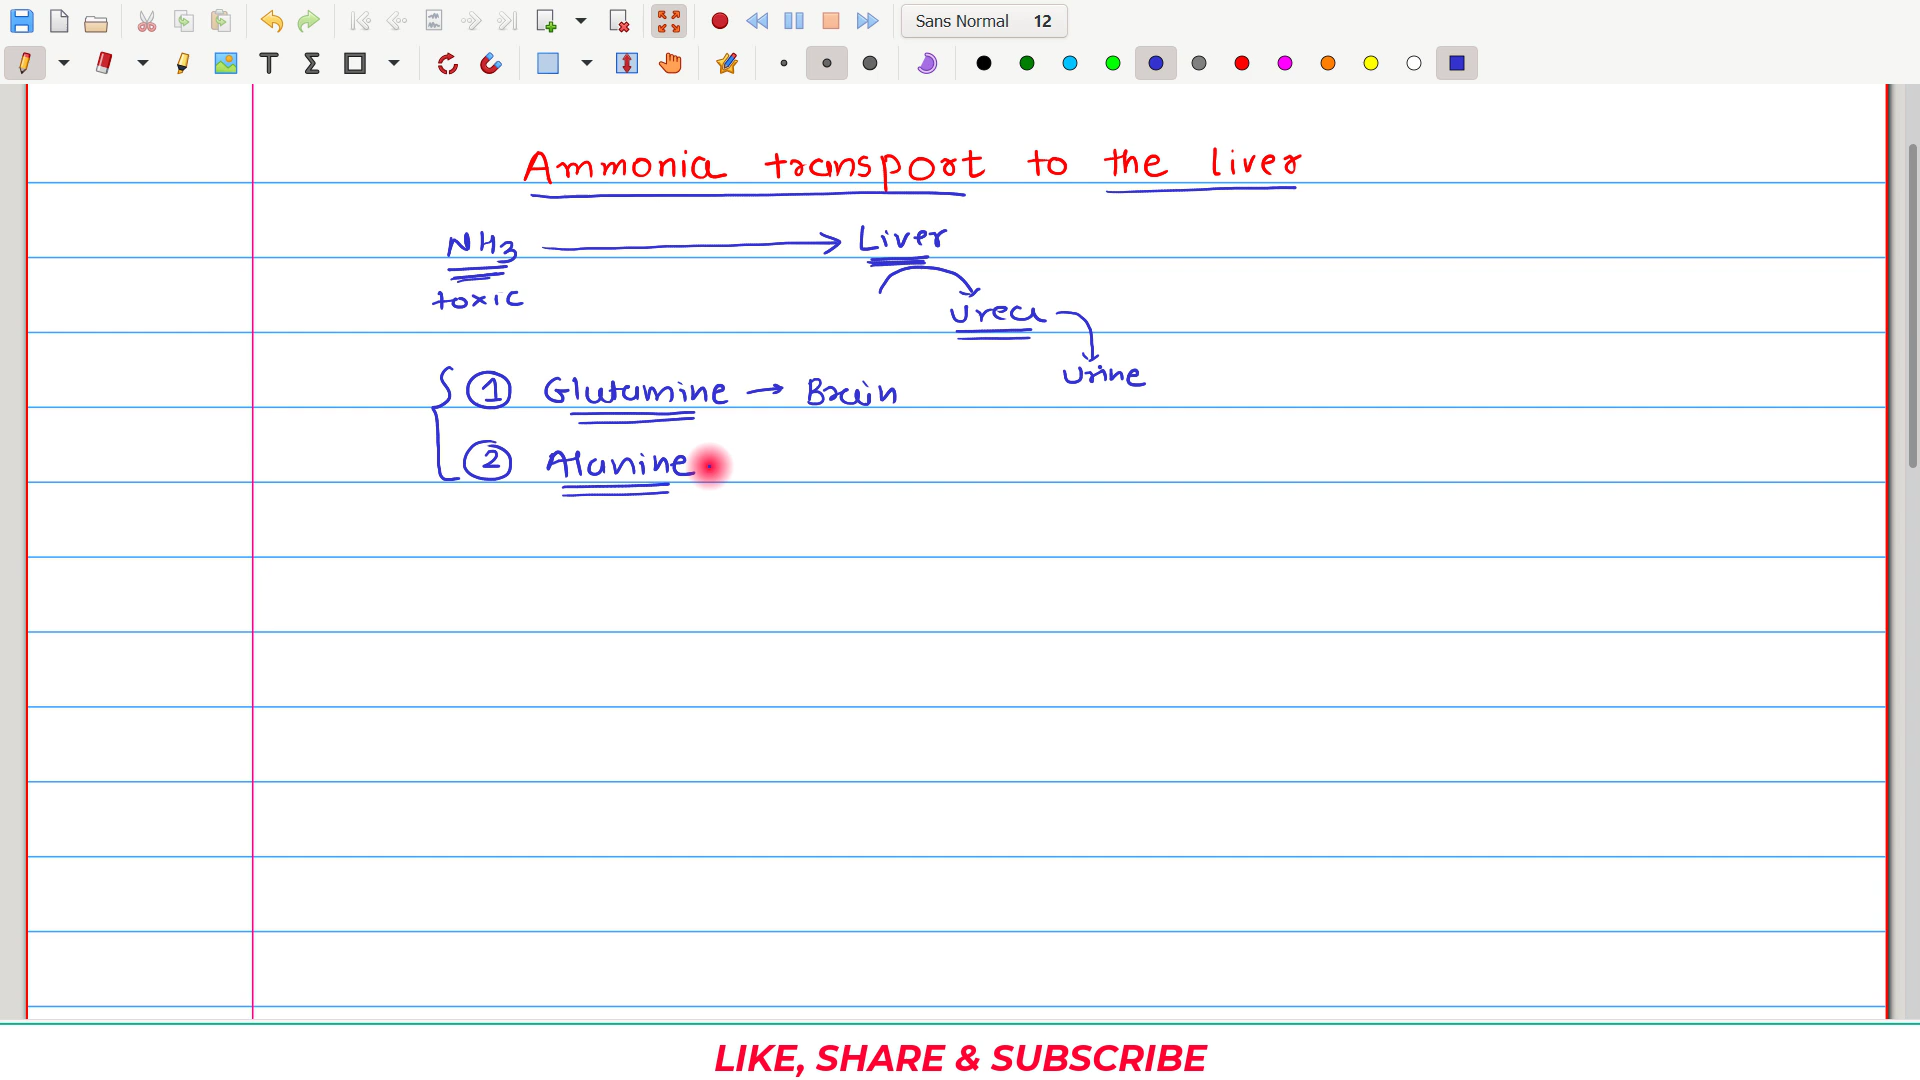 Sans Normal 12
Ammonia transport to the liver
NH3 → Liver
toxic
Urea
Urine
1 Glutamine → Brain
2 Alanine
LIKE, SHARE & SUBSCRIBE